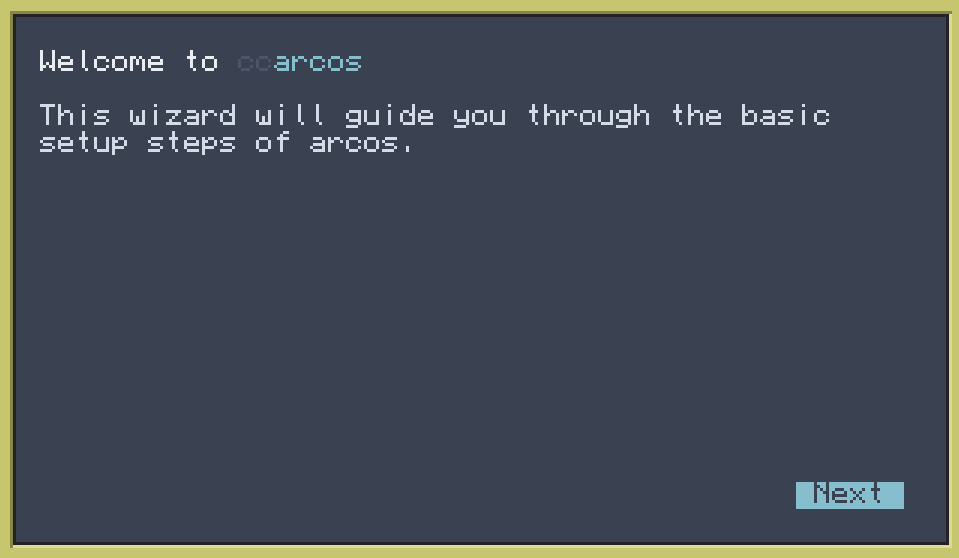 Welcome to ccarcos
This wizard will guide you through the basic
setup steps of arcos.
Next